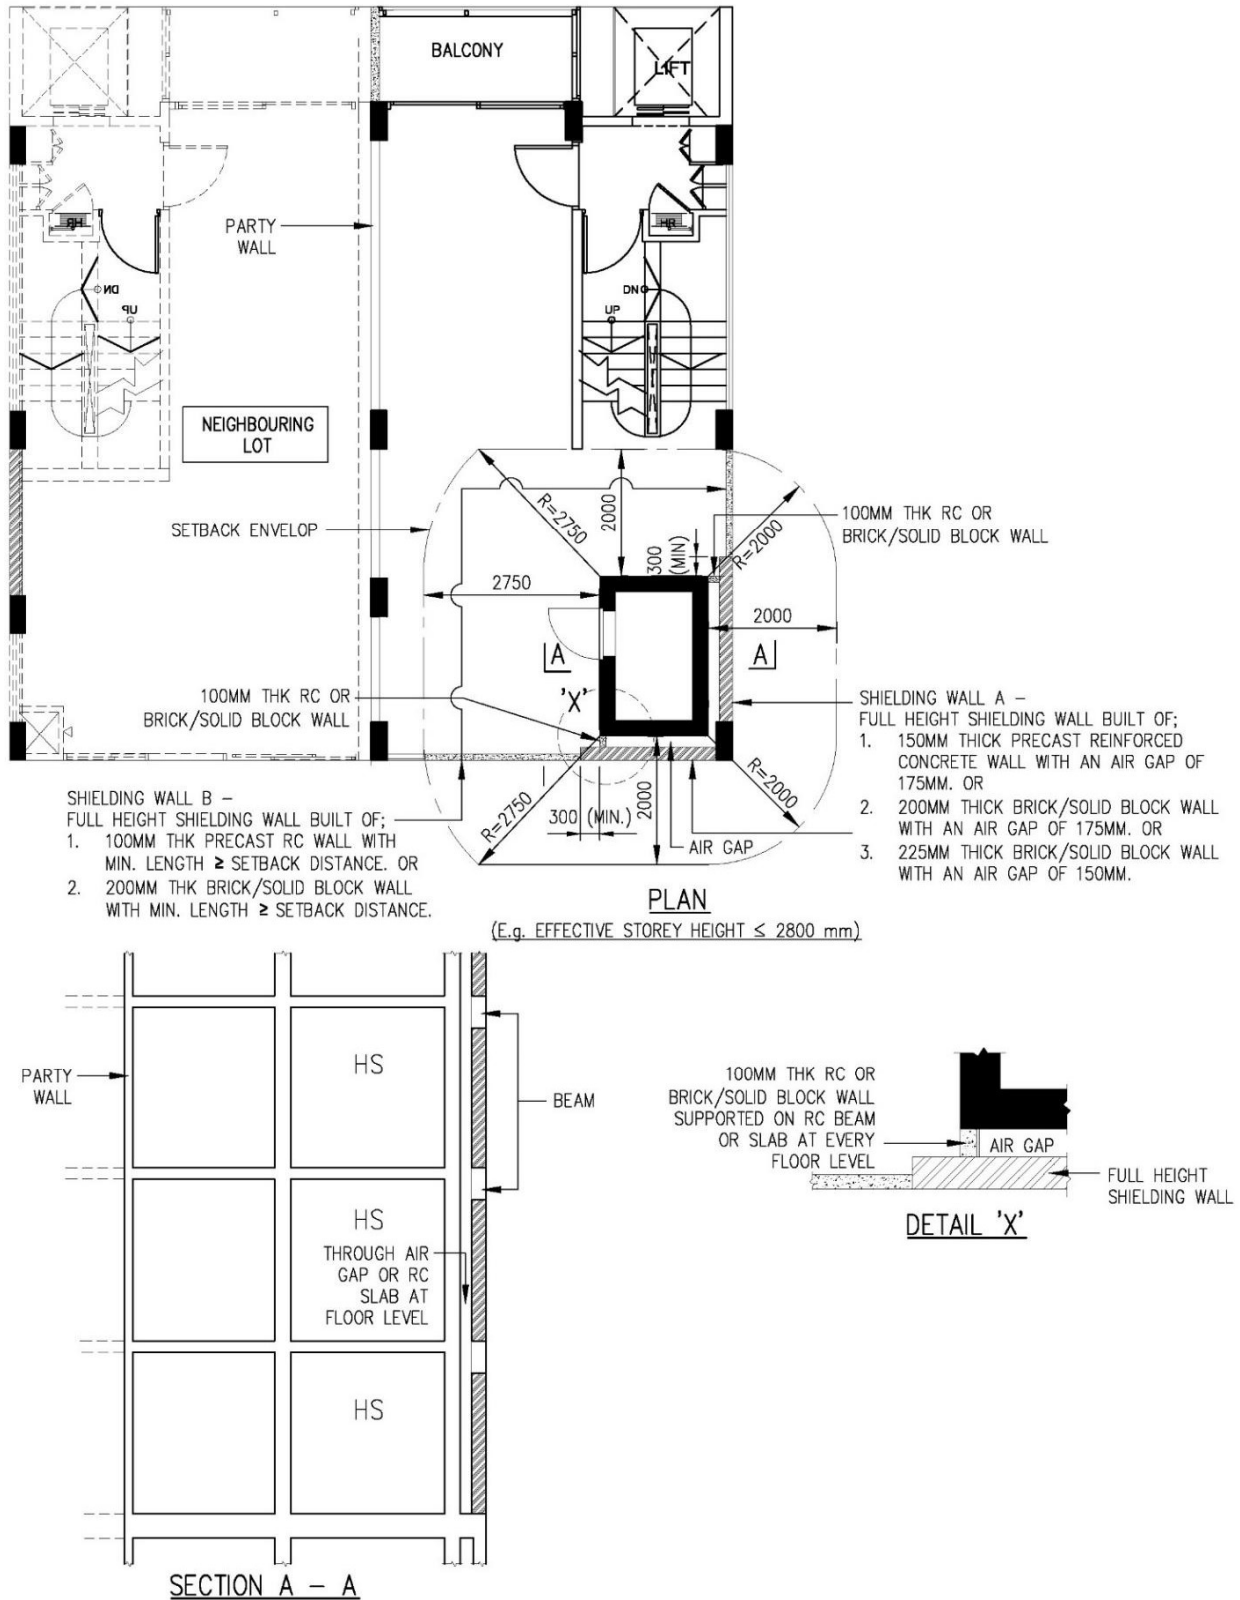 BALCONY
LIFT
PARTY
WALL
HR
HR
DN
UP
DN
UP
NEIGHBOURING
LOT
SETBACK ENVELOP
R=2750
2000
300
(MIN)
R=2000
100MM THK RC OR
BRICK/SOLID BLOCK WALL
2750
2000
A
A
'X'
100MM THK RC OR
BRICK/SOLID BLOCK WALL
SHIELDING WALL A –
FULL HEIGHT SHIELDING WALL BUILT OF;
1. 150MM THICK PRECAST REINFORCED
CONCRETE WALL WITH AN AIR GAP OF
175MM. OR
2. 200MM THICK BRICK/SOLID BLOCK WALL
WITH AN AIR GAP OF 175MM. OR
3. 225MM THICK BRICK/SOLID BLOCK WALL
WITH AN AIR GAP OF 150MM.
SHIELDING WALL B –
FULL HEIGHT SHIELDING WALL BUILT OF;
1. 100MM THK PRECAST RC WALL WITH
MIN. LENGTH ≥ SETBACK DISTANCE. OR
2. 200MM THK BRICK/SOLID BLOCK WALL
WITH MIN. LENGTH ≥ SETBACK DISTANCE.
R=2750
300 (MIN.)
2000
R=2000
AIR GAP
PLAN
(E.g. EFFECTIVE STOREY HEIGHT ≤ 2800 mm)
PARTY
WALL
HS
BEAM
HS
THROUGH AIR
GAP OR RC
SLAB AT
FLOOR LEVEL
HS
SECTION A – A
100MM THK RC OR
BRICK/SOLID BLOCK WALL
SUPPORTED ON RC BEAM
OR SLAB AT EVERY
FLOOR LEVEL
AIR GAP
FULL HEIGHT
SHIELDING WALL
DETAIL 'X'